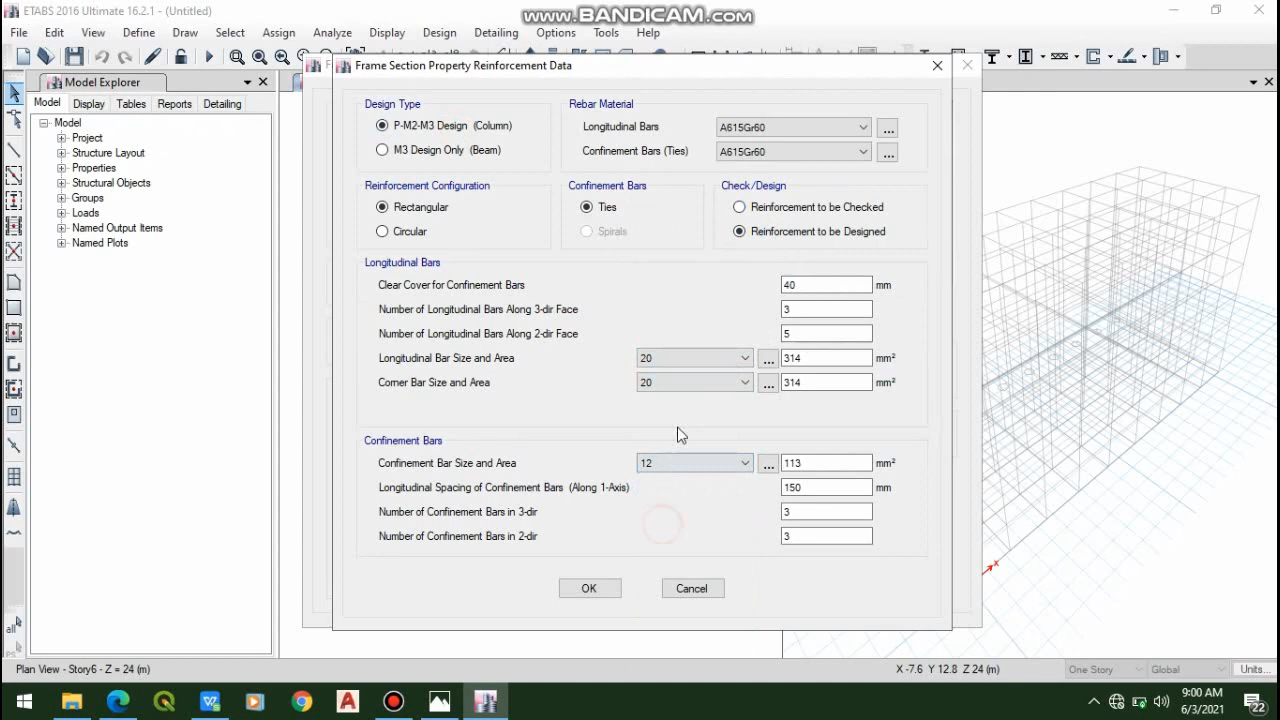 ETABS 2016 Ultimate 16.2.1 - (Untitled)
www.BANDICAM.com
File Edit View Define Draw Select Assign Analyze Display Design Detailing Options Tools Help
Model Explorer
Frame Section Property Reinforcement Data
Model Display Tables Reports Detailing
Model
Project
Structure Layout
Properties
Structural Objects
Groups
Loads
Named Output Items
Named Plots
Design Type
P-M2-M3 Design (Column)
M3 Design Only (Beam)
Rebar Material
Longitudinal Bars A615Gr60 ...
Confinement Bars (Ties) A615Gr60 ...
Reinforcement Configuration
Rectangular
Circular
Confinement Bars
Ties
Spirals
Check/Design
Reinforcement to be Checked
Reinforcement to be Designed
Longitudinal Bars
Clear Cover for Confinement Bars 40 mm
Number of Longitudinal Bars Along 3-dir Face 3
Number of Longitudinal Bars Along 2-dir Face 5
Longitudinal Bar Size and Area 20 ... 314 mm²
Corner Bar Size and Area 20 ... 314 mm²
Confinement Bars
Confinement Bar Size and Area 12 ... 113 mm²
Longitudinal Spacing of Confinement Bars (Along 1-Axis) 150 mm
Number of Confinement Bars in 3-dir 3
Number of Confinement Bars in 2-dir 3
OK Cancel
x
all
Plan View - Story6 - Z = 24 (m) X -7.6 Y 12.8 Z 24 (m) One Story Global Units...
9:00 AM
6/3/2021
22